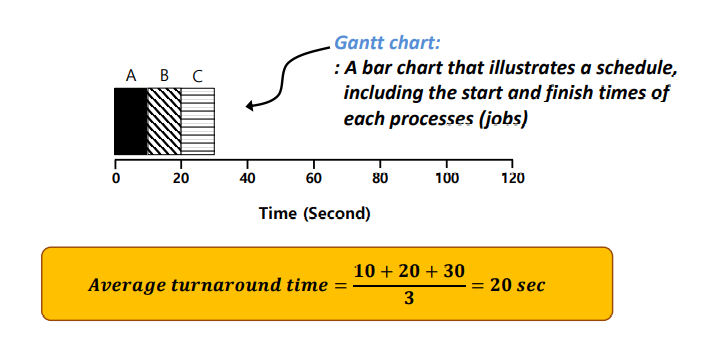 Gantt chart:
: A bar chart that illustrates a schedule,
including the start and finish times of
each processes (jobs)
A B C
0 20 40 60 80 100 120
Time (Second)
Average turnaround time = 10 + 20 + 30 / 3 = 20 sec